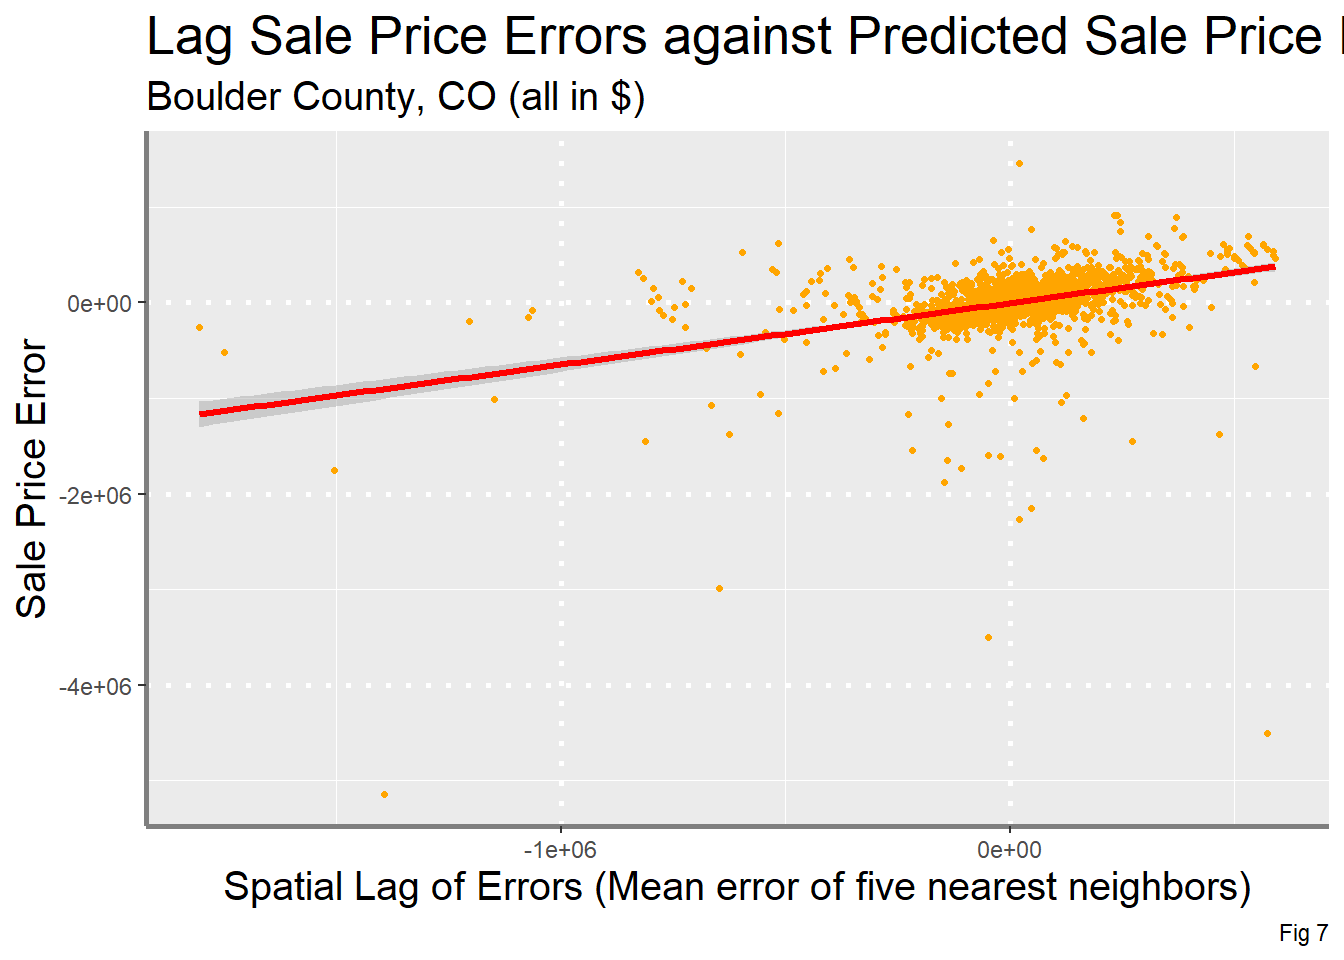 Lag Sale Price Errors against Predicted Sale Price
Boulder County, CO (all in $)
Sale Price Error
0e+00
-2e+06
-4e+06
-1e+06
0e+00
Spatial Lag of Errors (Mean error of five nearest neighbors)
Fig 7